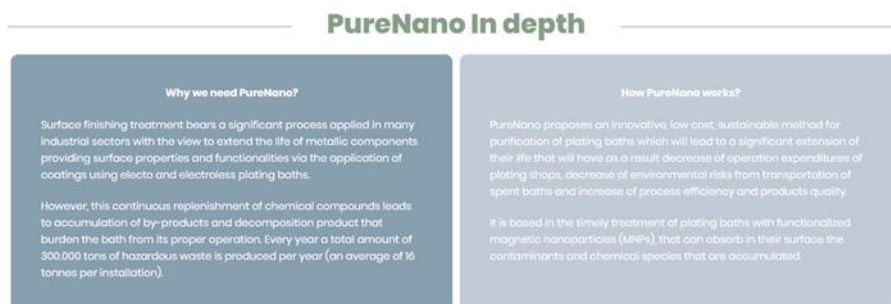 PureNano In depth
Why we need PureNano?
Surface finishing treatment bears a significant process applied in many
industrial sectors with the view to extend the life of metallic components
providing surface properties and functionalities via the application of
coatings using electo and electroless plating baths.
However, this continuous replenishment of chemical compounds leads
to accumulation of by-products and decomposition product that
burden the bath from its proper operation. Every year a total amount of
300.000 tons of hazardous waste is produced per year (an average of 16
tonnes per installation).
How PureNano works?
PureNano proposes an innovative, low cost, sustainable method for
purification of plating baths which will lead to a significant extension of
their life that will have as a result decrease of operation expenditures of
plating shops, decrease of environmental risks from transportation of
spent baths and increase of process efficiency and products quality.
It is based in the timely treatment of plating baths with functionalized
magnetic nanoparticles (MNPs), that can absorb in their surface the
contaminants and chemical species that are accumulated.